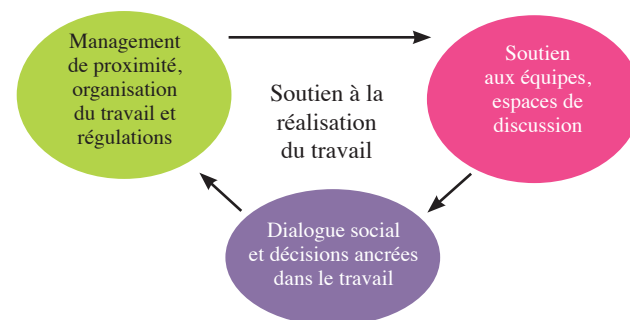 Management
de proximité,
organisation
du travail et
régulations
Soutien
aux équipes,
espaces de
discussion
Soutien à la
réalisation
du travail
Dialogue social
et décisions ancrées
dans le travail